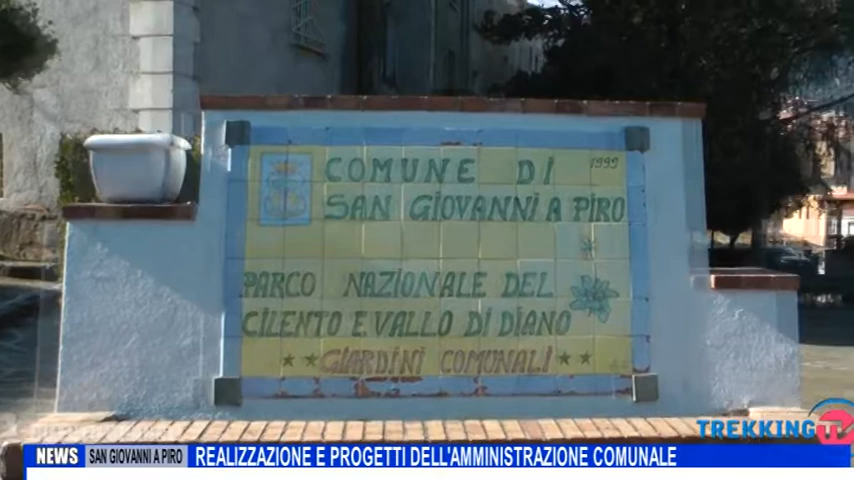 COMUNE DI 1999
SAN GIOVANNI A PIRO
PARCO NAZIONALE DEL
CILENTO E VALLO DI DIANO
GIARDINI COMUNALI
TREKKING TV
NEWS SAN GIOVANNI A PIRO REALIZZAZIONE E PROGETTI DELL'AMMINISTRAZIONE COMUNALE